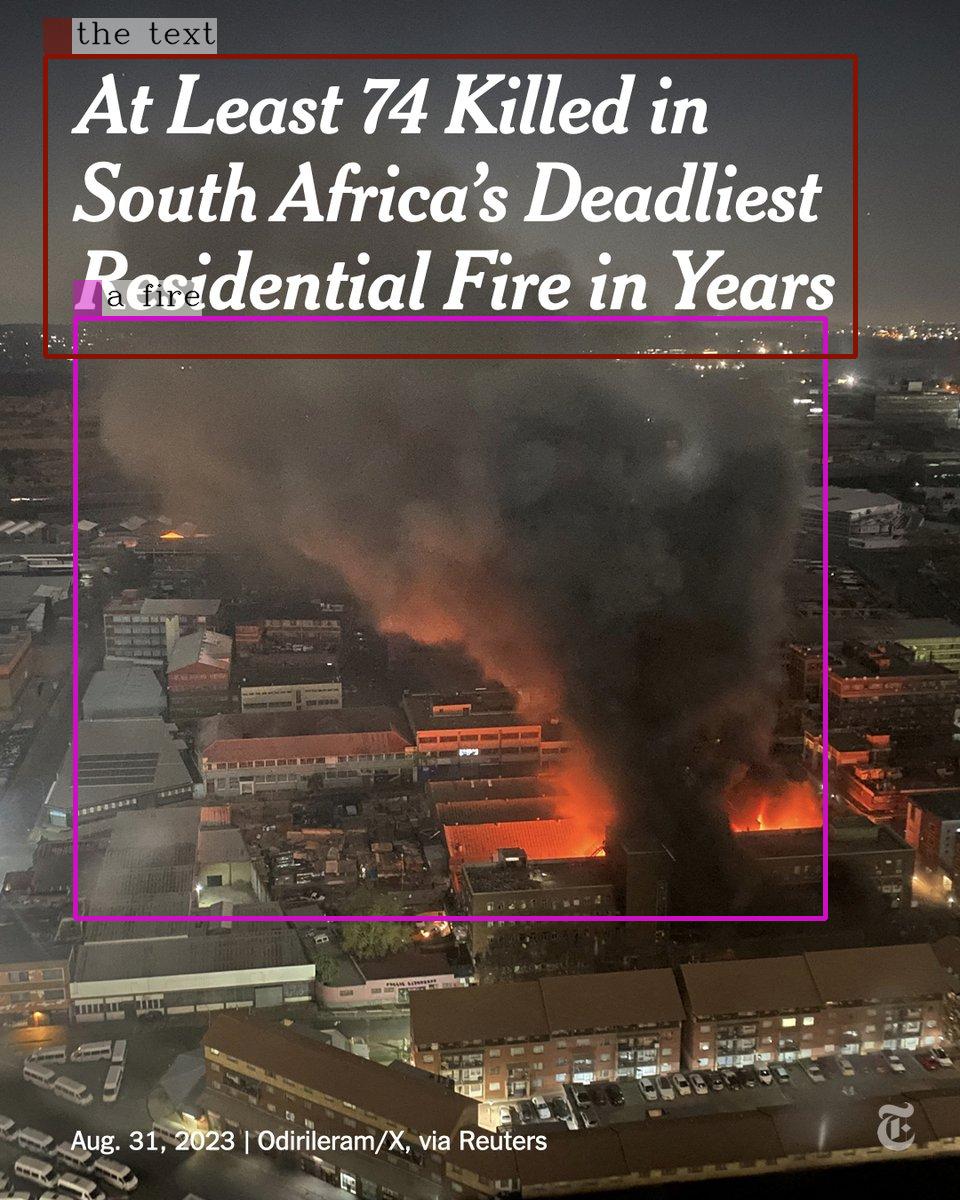 the text
At Least 74 Killed in
South Africa's Deadliest
Residential Fire in Years
a fire
Aug. 31, 2023 | Odirileram/X, via Reuters
T